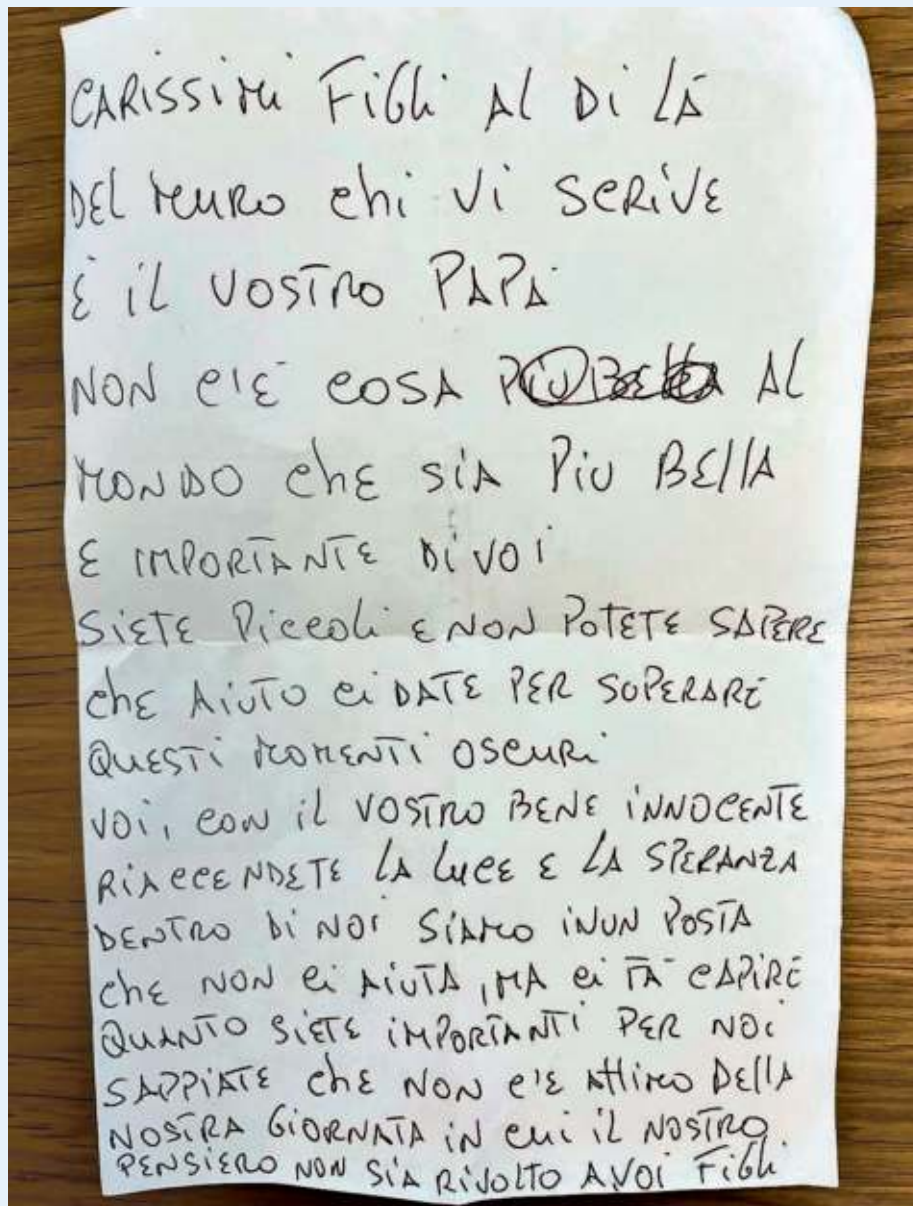 CARISSIMI FIGLI AL DI LÀ
DEL MURO CHI VI SCRIVE
È IL VOSTRO PAPÀ
NON C'È COSA AL
MONDO CHE SIA PIÙ BELLA
E IMPORTANTE DI VOI
SIETE PICCOLI E NON POTETE SAPERE
CHE AIUTO CI DATE PER SUPERARE
QUESTI MOMENTI OSCURI
VOI, CON IL VOSTRO BENE INNOCENTE
RIACCENDETE LA LUCE E LA SPERANZA
DENTRO DI NOI SIAMO IN UN POSTA
CHE NON CI AIUTA, MA CI FA CAPIRE
QUANTO SIETE IMPORTANTI PER NOI
SAPPIATE CHE NON C'È ATTIMO DELLA
NOSTRA GIORNATA IN CUI IL NOSTRO
PENSIERO NON SIA RIVOLTO A VOI FIGLI